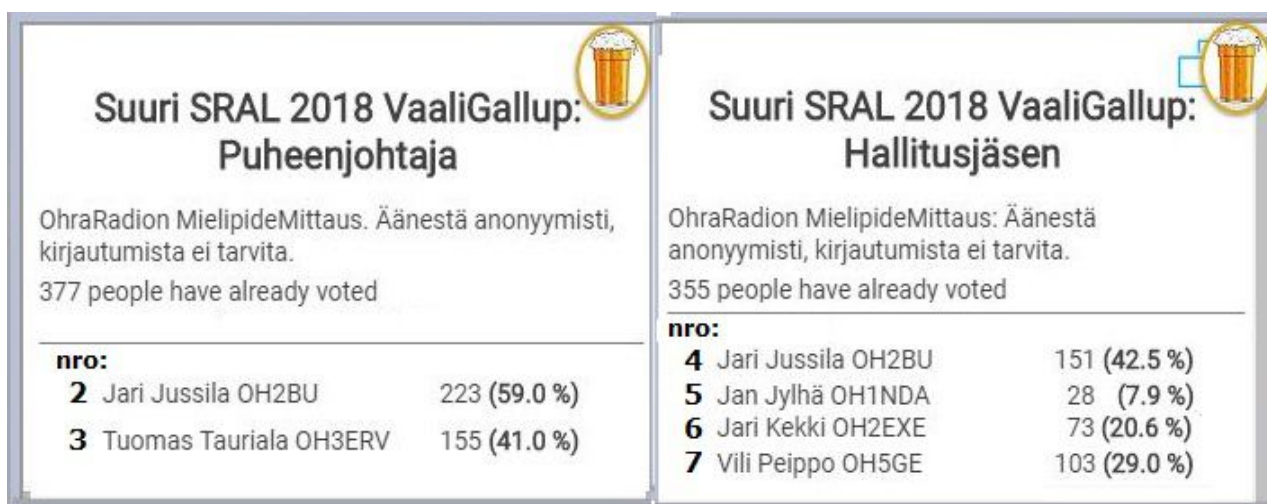 Suuri SRAL 2018 VaaliGallup:
Puheenjohtaja
OhraRadion MielipideMittaus. Äänestä anonyymisti,
kirjautumista ei tarvita.
377 people have already voted
nro:
2 Jari Jussila OH2BU 223 (59.0 %)
3 Tuomas Tauriala OH3ERV 155 (41.0 %)
Suuri SRAL 2018 VaaliGallup:
Hallitusjäsen
OhraRadion MielipideMittaus: Äänestä
anonyymisti, kirjautumista ei tarvita.
355 people have already voted
nro:
4 Jari Jussila OH2BU 151 (42.5 %)
5 Jan Jylhä OH1NDA 28 (7.9 %)
6 Jari Kekki OH2EXE 73 (20.6 %)
7 Vili Peippo OH5GE 103 (29.0 %)